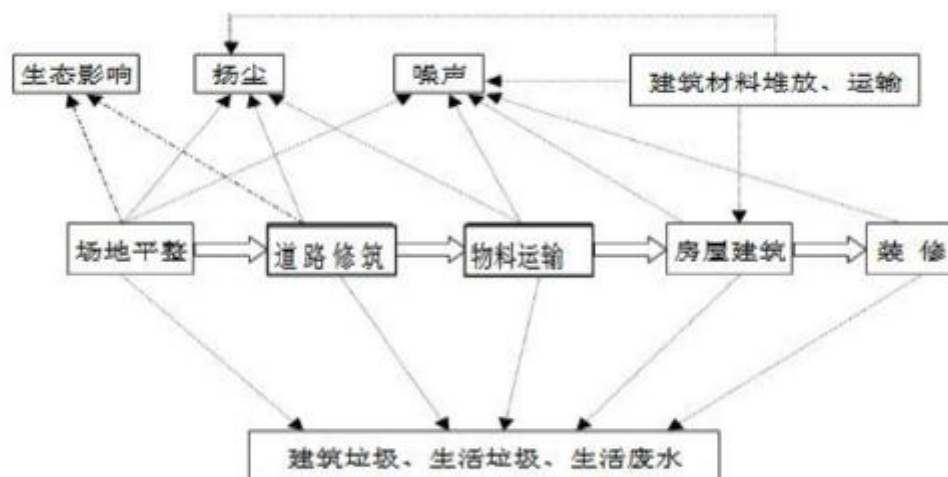 生态影响
扬尘
噪声
建筑材料堆放、运输
场地平整
道路修筑
物料运输
房屋建筑
装 修
建筑垃圾、生活垃圾、生活废水